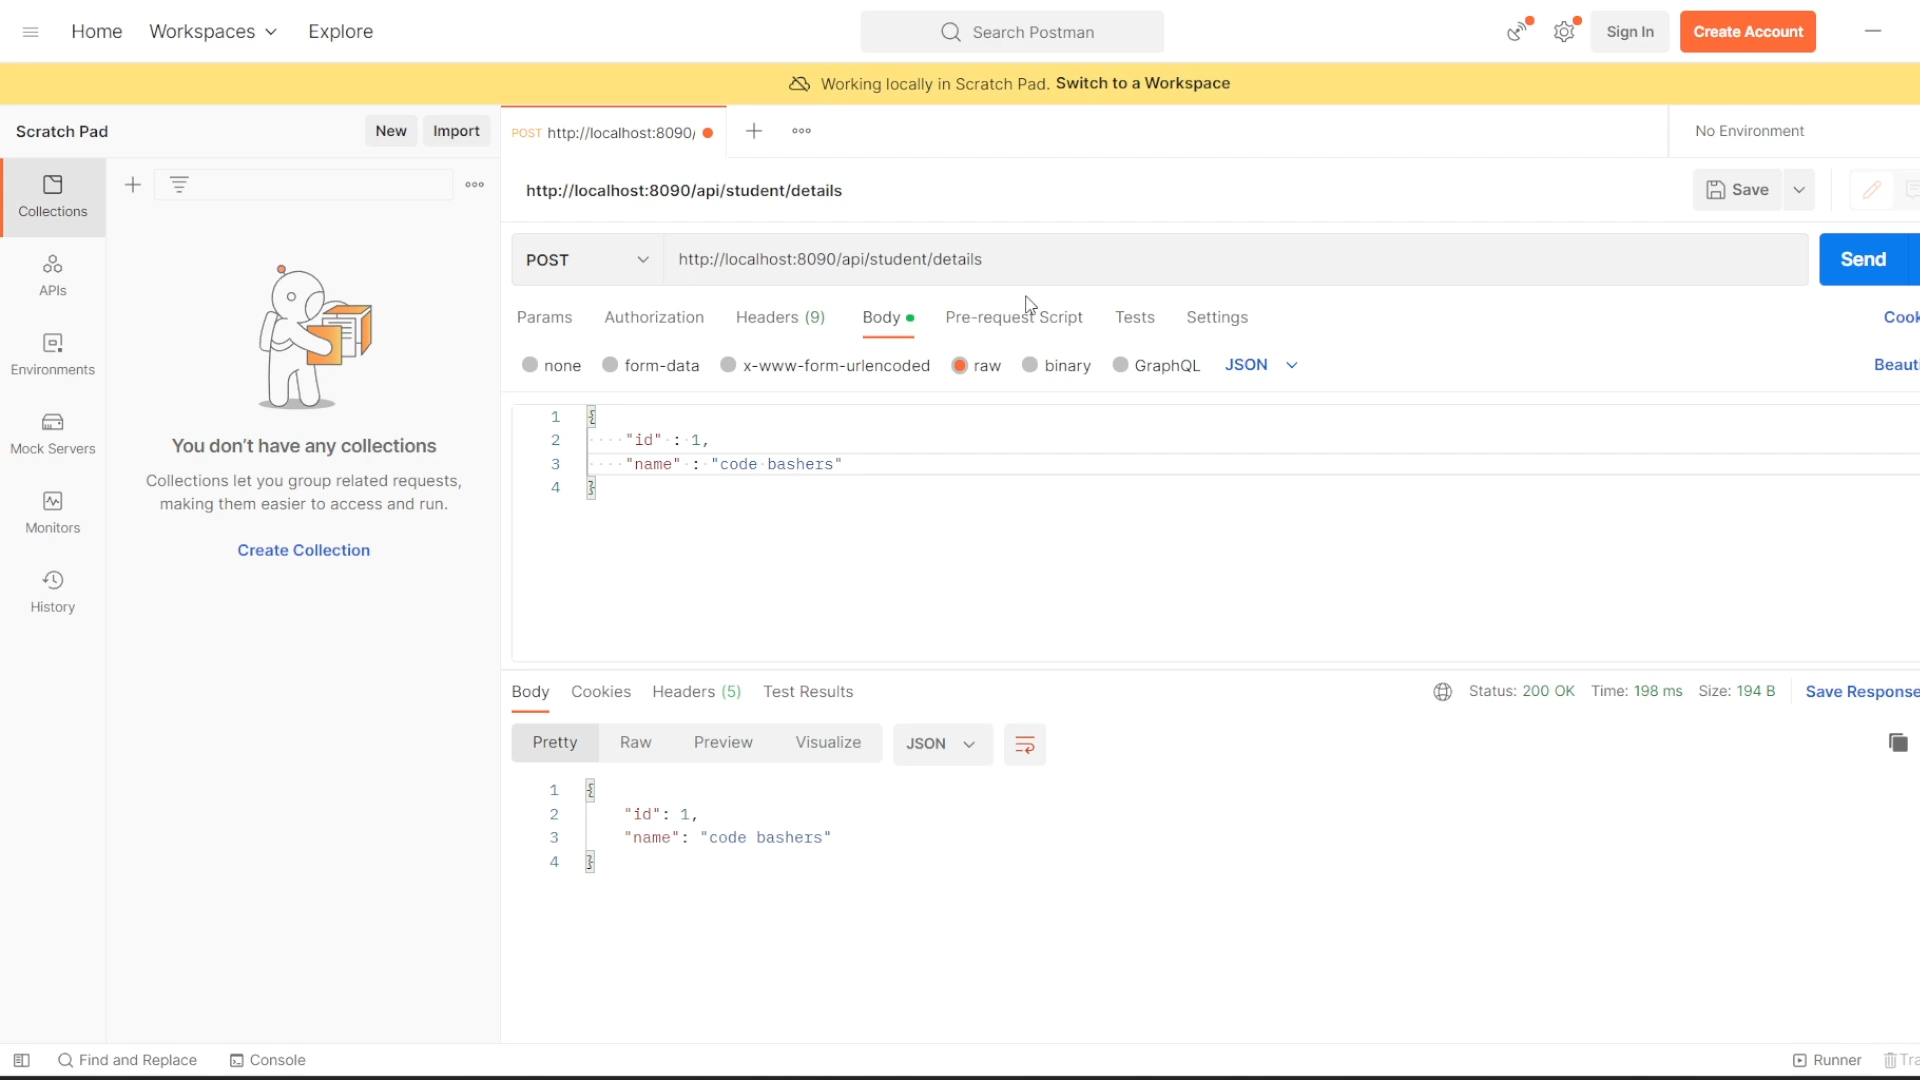 Home Workspaces Explore Search Postman Sign In Create Account
Working locally in Scratch Pad. Switch to a Workspace
Scratch Pad New Import POST http://localhost:8090/ No Environment
Collections
APIs
Environments
Mock Servers
Monitors
History
You don't have any collections
Collections let you group related requests,
making them easier to access and run.
Create Collection
http://localhost:8090/api/student/details Save
POST http://localhost:8090/api/student/details Send
Params Authorization Headers (9) Body Pre-request Script Tests Settings Cook
none form-data x-www-form-urlencoded raw binary GraphQL JSON Beauti
1 {
2 "id" : 1,
3 "name" : "code bashers"
4 }
Body Cookies Headers (5) Test Results Status: 200 OK Time: 198 ms Size: 194 B Save Response
Pretty Raw Preview Visualize JSON
1 {
2 "id": 1,
3 "name": "code bashers"
4 }
Find and Replace Console Runner Tra